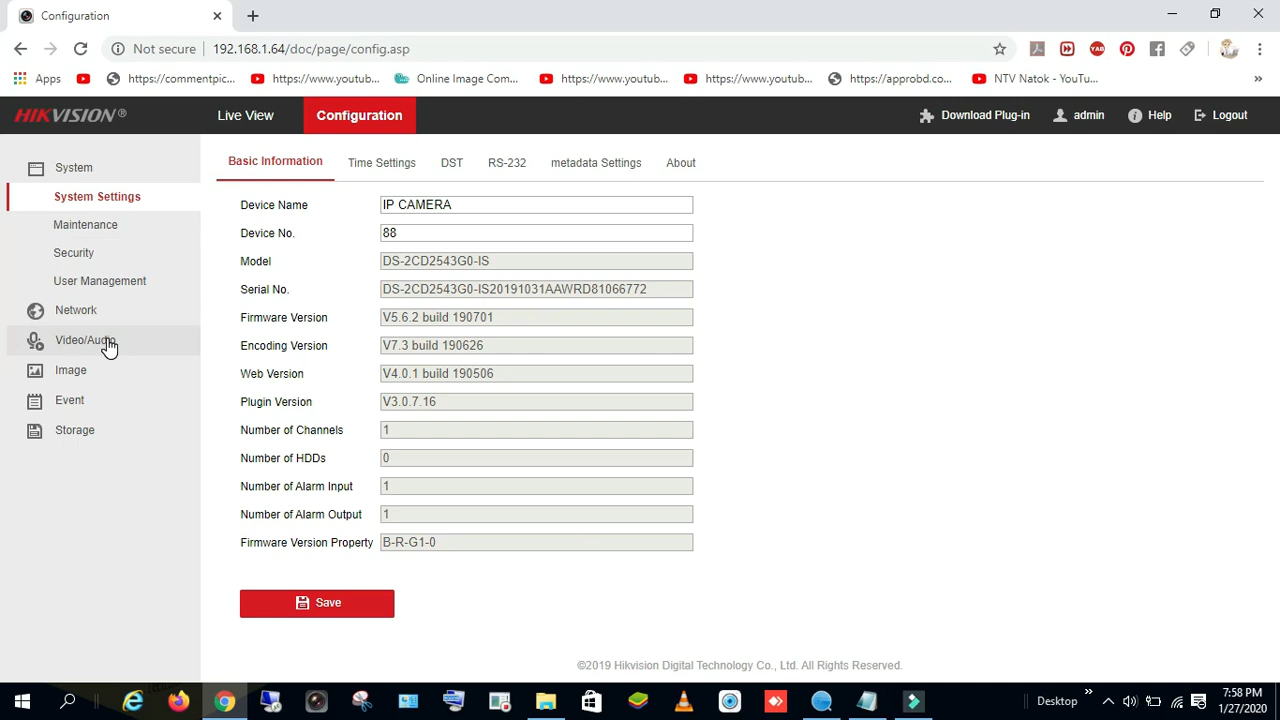 Configuration
Not secure 192.168.1.64/doc/page/config.asp
YAB
Apps https://commentpic... https://www.youtub... Online Image Com... https://www.youtub... https://www.youtub... https://approbd.co... NTV Natok - YouTu... »
HIKVISION® Live View Configuration Download Plug-in admin Help Logout
System
System Settings
Maintenance
Security
User Management
Network
Video/Audio
Image
Event
Storage
Basic Information Time Settings DST RS-232 metadata Settings About
Device Name IP CAMERA
Device No. 88
Model DS-2CD2543G0-IS
Serial No. DS-2CD2543G0-IS20191031AAWRD81066772
Firmware Version V5.6.2 build 190701
Encoding Version V7.3 build 190626
Web Version V4.0.1 build 190506
Plugin Version V3.0.7.16
Number of Channels 1
Number of HDDs 0
Number of Alarm Input 1
Number of Alarm Output 1
Firmware Version Property B-R-G1-0
Save
©2019 Hikvision Digital Technology Co., Ltd. All Rights Reserved.
Desktop » 7:58 PM
1/27/2020